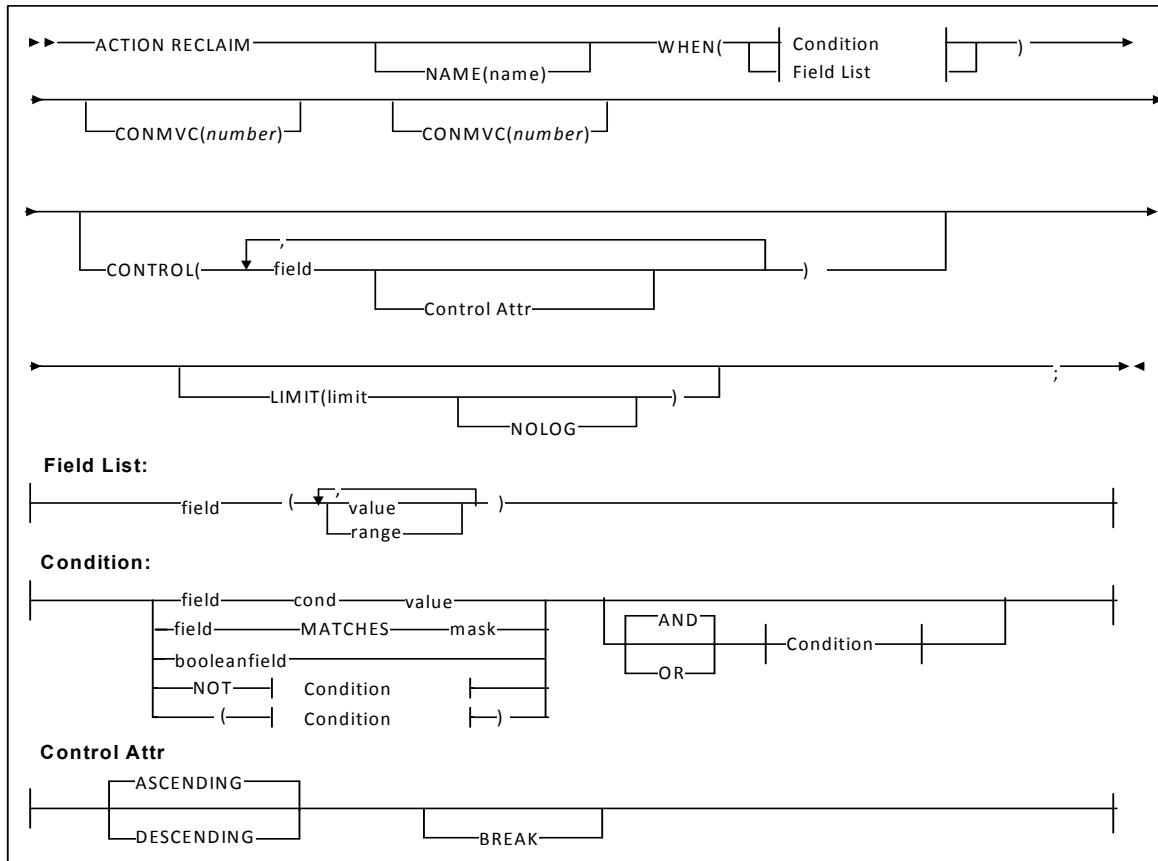 ACTION RECLAIM WHEN( Condition )
NAME(name) Field List
CONMVC(number) CONMVC(number)
,
CONTROL( field )
Control Attr
;
LIMIT(limit )
NOLOG
Field List:
,
field ( value )
range
Condition:
field cond value
AND
field MATCHES mask
Condition
booleanfield
OR
NOT Condition
( Condition )
Control Attr
ASCENDING
DESCENDING BREAK